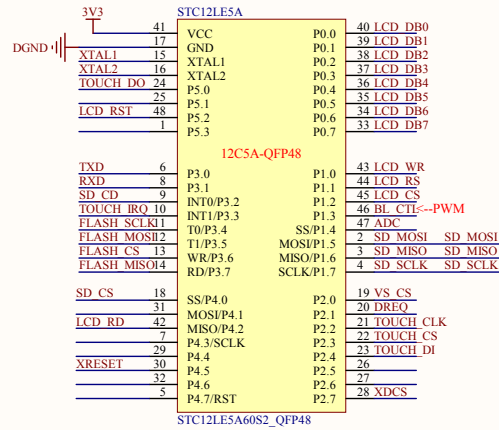 3V3 STC12LE5A
41 VCC P0.0 40 LCD_DB0
DGND 17 GND P0.1 39 LCD_DB1
XTAL1 15 XTAL1 P0.2 38 LCD_DB2
XTAL2 16 XTAL2 P0.3 37 LCD_DB3
TOUCH_DO 24 P5.0 P0.4 36 LCD_DB4
25 P5.1 P0.5 35 LCD_DB5
LCD_RST 48 P5.2 P0.6 34 LCD_DB6
1 P5.3 P0.7 33 LCD_DB7
12C5A-QFP48
TXD 6 P3.0 P1.0 43 LCD_WR
RXD 8 P3.1 P1.1 44 LCD_RS
SD_CD 9 INT0/P3.2 P1.2 45 LCD_CS
TOUCH_IRQ 10 INT1/P3.3 P1.3 46 BL_CTL<--PWM
FLASH_SCLK 11 T0/P3.4 SS/P1.4 47 ADC
FLASH_MOSI 12 T1/P3.5 MOSI/P1.5 2 SD_MOSI SD_MOSI
FLASH_CS 13 WR/P3.6 MISO/P1.6 3 SD_MISO SD_MISO
FLASH_MISO 14 RD/P3.7 SCLK/P1.7 4 SD_SCLK SD_SCLK
SD_CS 18 SS/P4.0 P2.0 19 VS_CS
31 MOSI/P4.1 P2.1 20 DREQ
LCD_RD 42 MISO/P4.2 P2.2 21 TOUCH_CLK
7 P4.3/SCLK P2.3 22 TOUCH_CS
29 P4.4 P2.4 23 TOUCH_DI
XRESET 30 P4.5 P2.5 26
32 P4.6 P2.6 27
5 P4.7/RST P2.7 28 XDCS
STC12LE5A60S2_QFP48